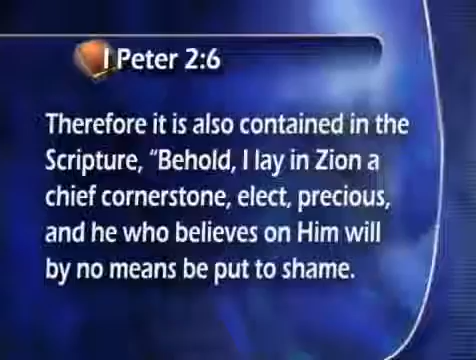 I Peter 2:6
Therefore it is also contained in the
Scripture, “Behold, I lay in Zion a
chief cornerstone, elect, precious,
and he who believes on Him will
by no means be put to shame.